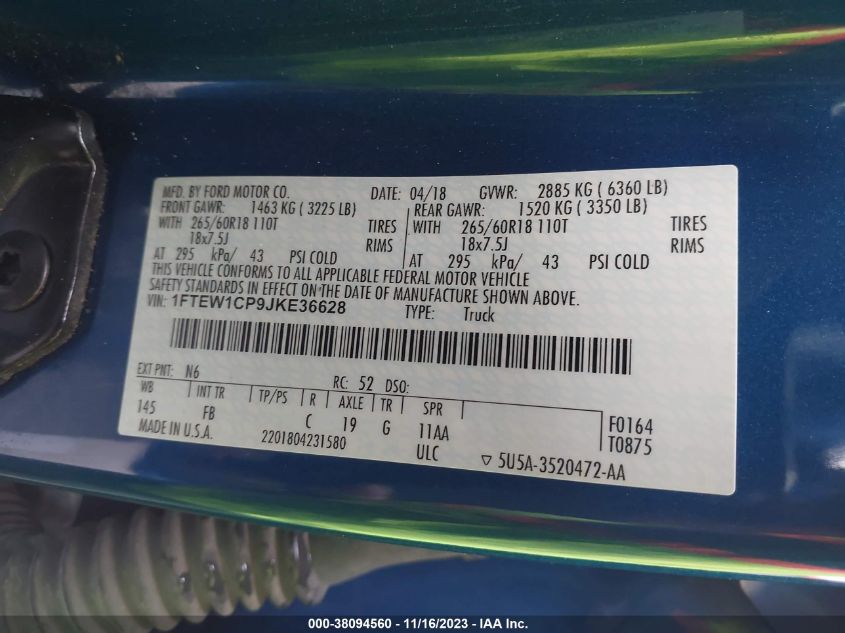 MFD. BY FORD MOTOR CO. DATE: 04/18 GVWR: 2885 KG ( 6360 LB)
FRONT GAWR: 1463 KG ( 3225 LB) REAR GAWR: 1520 KG ( 3350 LB)
WITH 265/60R18 110T TIRES WITH 265/60R18 110T TIRES
18x7.5J RIMS 18x7.5J RIMS
AT 295 kPa/ 43 PSI COLD AT 295 kPa/ 43 PSI COLD
THIS VEHICLE CONFORMS TO ALL APPLICABLE FEDERAL MOTOR VEHICLE
SAFETY STANDARDS IN EFFECT ON THE DATE OF MANUFACTURE SHOWN ABOVE.
VIN: 1FTEW1CP9JKE36628 TYPE: Truck
EXT PNT: N6 RC: 52 DSO:
WB INT TR TP/PS R AXLE TR SPR
145 FB C 19 G 11AA F0164
MADE IN U.S.A. 2201804231580 ULC T0875
▽ 5U5A-3520472-AA
000-38094560 - 11/16/2023 - IAA Inc.